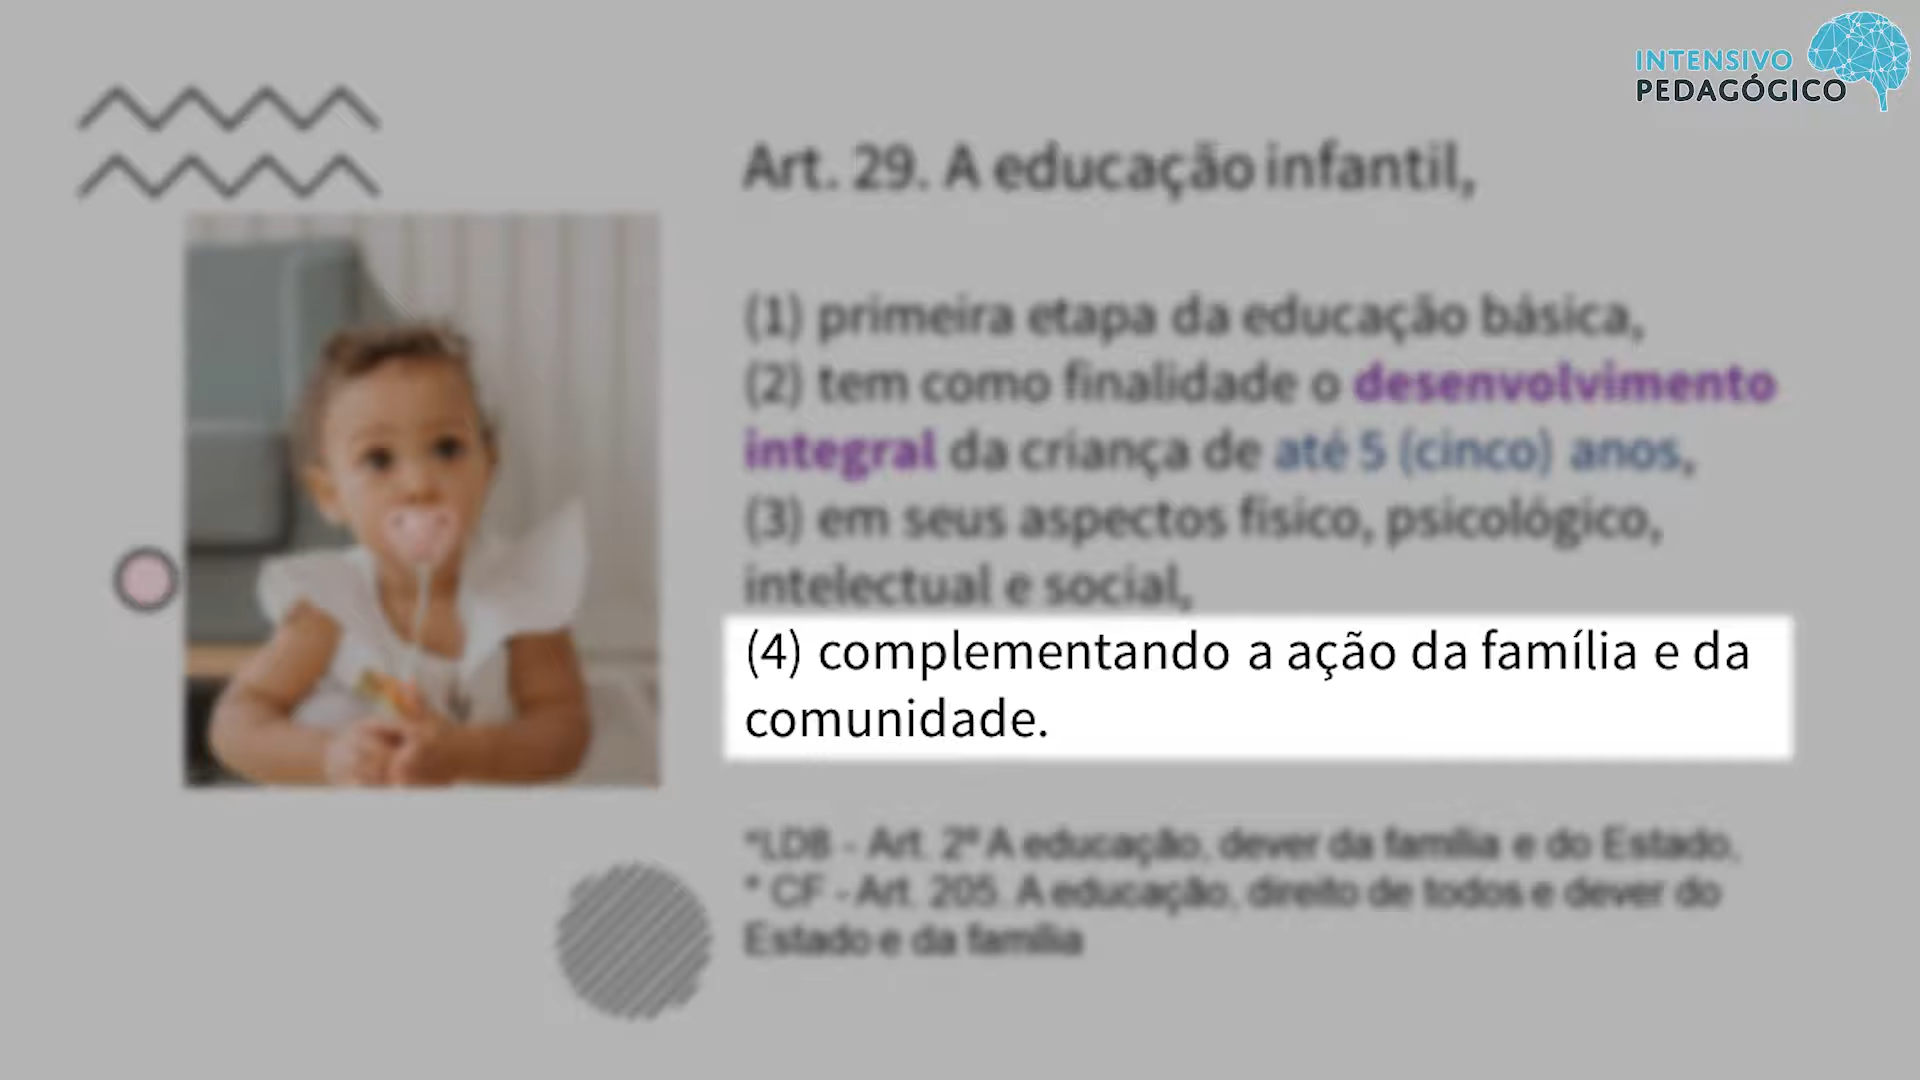 INTENSIVO
PEDAGÓGICO
Art. 29. A educação infantil,
(1) primeira etapa da educação básica,
(2) tem como finalidade o desenvolvimento
integral da criança de até 5 (cinco) anos,
(3) em seus aspectos físico, psicológico,
intelectual e social,
(4) complementando a ação da família e da
comunidade.
*LDB - Art. 2º A educação, dever da família e do Estado,
* CF - Art. 205. A educação, direito de todos e dever do
Estado e da família